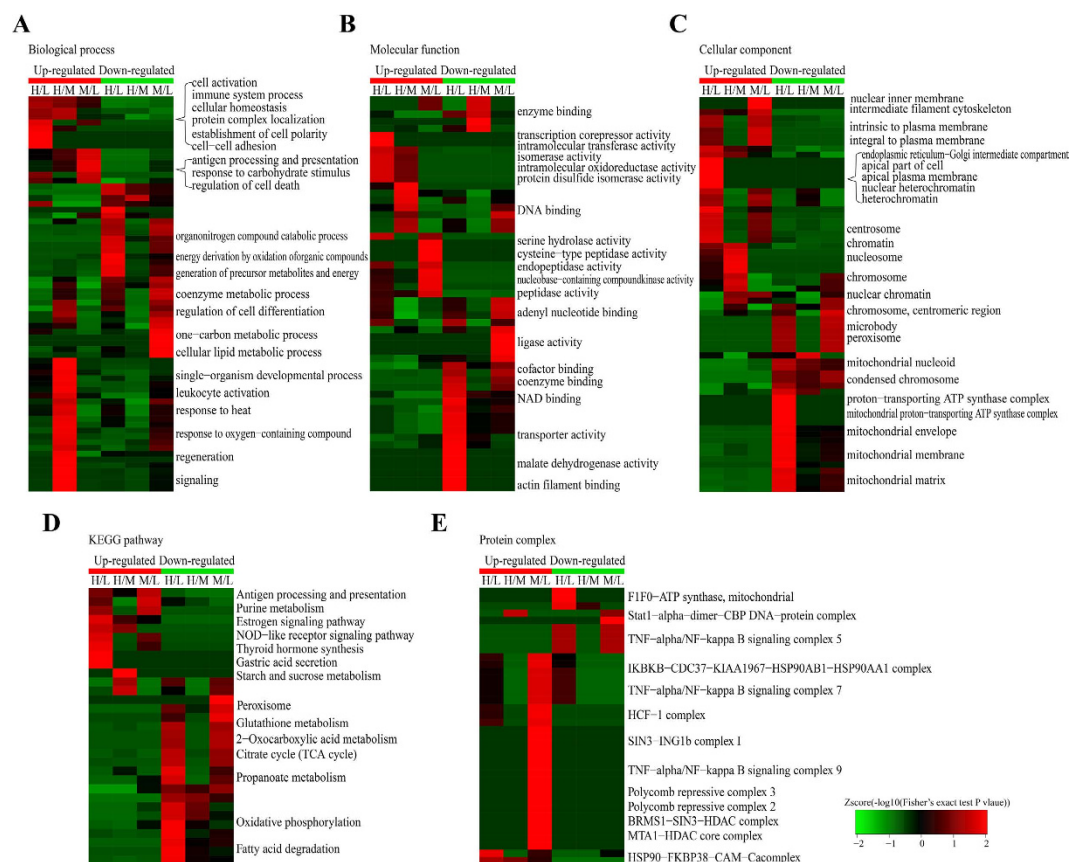 A
Biological process
Up-regulated Down-regulated
H/L H/M M/L H/L H/M M/L
cell activation
immune system process
cellular homeostasis
protein complex localization
establishment of cell polarity
cell-cell adhesion
antigen processing and presentation
response to carbohydrate stimulus
regulation of cell death
organonitrogen compound catabolic process
energy derivation by oxidation oforganic compounds
generation of precursor metabolites and energy
coenzyme metabolic process
regulation of cell differentiation
one-carbon metabolic process
cellular lipid metabolic process
single-organism developmental process
leukocyte activation
response to heat
response to oxygen-containing compound
regeneration
signaling
B
Molecular function
Up-regulated Down-regulated
H/L H/M M/L H/L H/M M/L
enzyme binding
transcription corepressor activity
intramolecular transferase activity
isomerase activity
intramolecular oxidoreductase activity
protein disulfide isomerase activity
DNA binding
serine hydrolase activity
cysteine-type peptidase activity
endopeptidase activity
nucleobase-containing compoundkinase activity
peptidase activity
adenyl nucleotide binding
ligase activity
cofactor binding
coenzyme binding
NAD binding
transporter activity
malate dehydrogenase activity
actin filament binding
C
Cellular component
Up-regulated Down-regulated
H/L H/M M/L H/L H/M M/L
nuclear inner membrane
intermediate filament cytoskeleton
intrinsic to plasma membrane
integral to plasma membrane
endoplasmic reticulum-Golgi intermediate compartment
apical part of cell
apical plasma membrane
nuclear heterochromatin
heterochromatin
centrosome
chromatin
nucleosome
chromosome
nuclear chromatin
chromosome, centromeric region
microbody
peroxisome
mitochondrial nucleoid
condensed chromosome
proton-transporting ATP synthase complex
mitochondrial proton-transporting ATP synthase complex
mitochondrial envelope
mitochondrial membrane
mitochondrial matrix
D
KEGG pathway
Up-regulated Down-regulated
H/L H/M M/L H/L H/M M/L
Antigen processing and presentation
Purine metabolism
Estrogen signaling pathway
NOD-like receptor signaling pathway
Thyroid hormone synthesis
Gastric acid secretion
Starch and sucrose metabolism
Peroxisome
Glutathione metabolism
2-Oxocarboxylic acid metabolism
Citrate cycle (TCA cycle)
Propanoate metabolism
Oxidative phosphorylation
Fatty acid degradation
E
Protein complex
Up-regulated Down-regulated
H/L H/M M/L H/L H/M M/L
F1F0-ATP synthase, mitochondrial
Stat1-alpha-dimer-CBP DNA-protein complex
TNF-alpha/NF-kappa B signaling complex 5
IKBKB-CDC37-KIAA1967-HSP90AB1-HSP90AA1 complex
TNF-alpha/NF-kappa B signaling complex 7
HCF-1 complex
SIN3-ING1b complex I
TNF-alpha/NF-kappa B signaling complex 9
Polycomb repressive complex 3
Polycomb repressive complex 2
BRMS1-SIN3-HDAC complex
MTA1-HDAC core complex
HSP90-FKBP38-CAM-Cacomplex
Zscore(-log10(Fisher's exact test P vlaue))
-2 -1 0 1 2